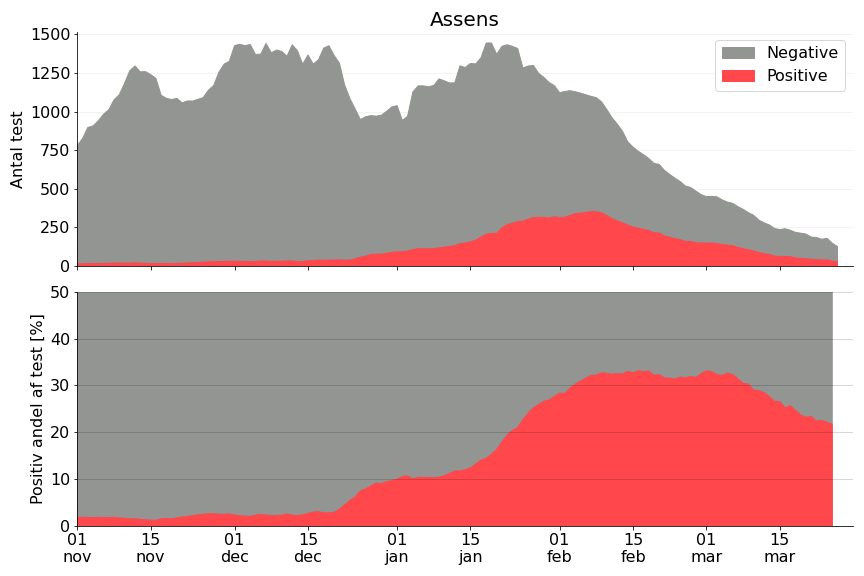 Assens
1500
1250
1000
750
500
250
0
Antal test
Negative
Positive
50
40
30
20
10
0
Positiv andel af test [%]
01 15 01 15 01 15 01 15 01 15
nov nov dec dec jan jan feb feb mar mar